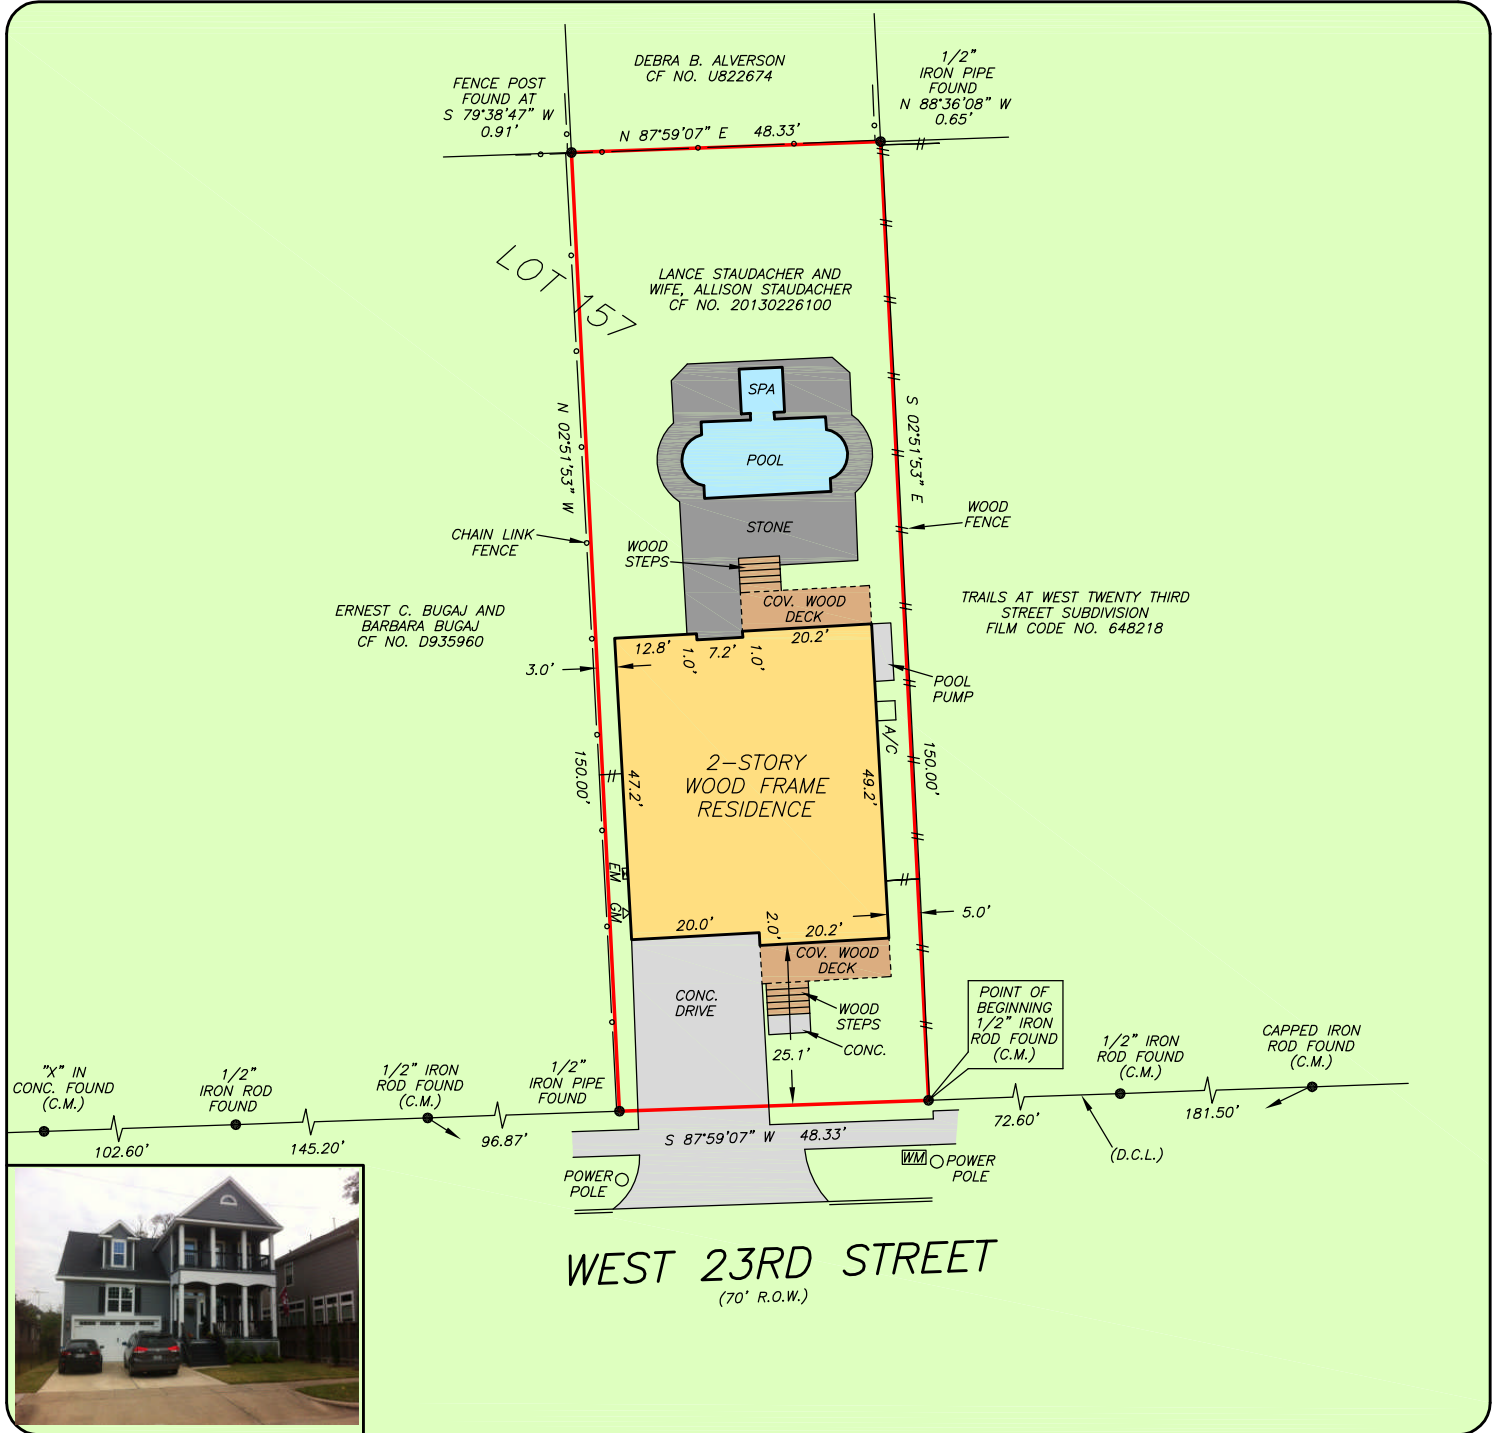 DEBRA B. ALVERSON
CF NO. U822674
1/2"
IRON PIPE
FOUND
N 88°36'08" W
0.65'
FENCE POST
FOUND AT
S 79°38'47" W
0.91'
N 87°59'07" E 48.33'
LOT 157
LANCE STAUDACHER AND
WIFE, ALLISON STAUDACHER
CF NO. 20130226100
SPA
POOL
STONE
N 02°51'53" W
S 02°51'53" E
CHAIN LINK
FENCE
WOOD
STEPS
WOOD
FENCE
COV. WOOD
DECK
ERNEST C. BUGAJ AND
BARBARA BUGAJ
CF NO. D935960
TRAILS AT WEST TWENTY THIRD
STREET SUBDIVISION
FILM CODE NO. 648218
12.8'
1.0'
7.2'
1.0'
20.2'
3.0'
POOL
PUMP
A/C
150.00'
47.2'
2-STORY
WOOD FRAME
RESIDENCE
49.2'
150.00'
EM
GM
20.0'
2.0'
20.2'
5.0'
COV. WOOD
DECK
CONC.
DRIVE
WOOD
STEPS
CONC.
25.1'
POINT OF
BEGINNING
1/2" IRON
ROD FOUND
(C.M.)
"X" IN
CONC. FOUND
(C.M.)
1/2"
IRON ROD
FOUND
1/2" IRON
ROD FOUND
(C.M.)
1/2"
IRON PIPE
FOUND
1/2" IRON
ROD FOUND
(C.M.)
CAPPED IRON
ROD FOUND
(C.M.)
102.60'
145.20'
96.87'
S 87°59'07" W 48.33'
72.60'
181.50'
(D.C.L.)
POWER
POLE
WM
POWER
POLE
WEST 23RD STREET
(70' R.O.W.)